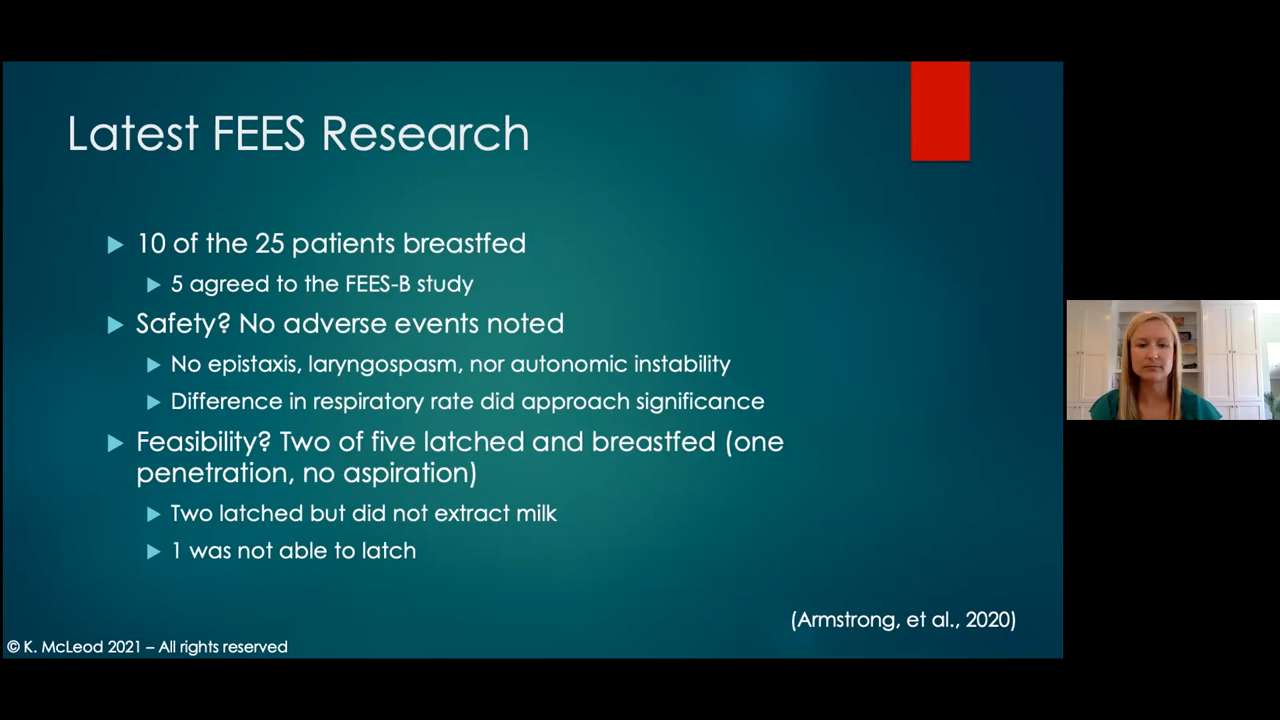 Latest FEES Research
10 of the 25 patients breastfed
5 agreed to the FEES-B study
Safety? No adverse events noted
No epistaxis, laryngospasm, nor autonomic instability
Difference in respiratory rate did approach significance
Feasibility? Two of five latched and breastfed (one
penetration, no aspiration)
Two latched but did not extract milk
1 was not able to latch
(Armstrong, et al., 2020)
© K. McLeod 2021 – All rights reserved